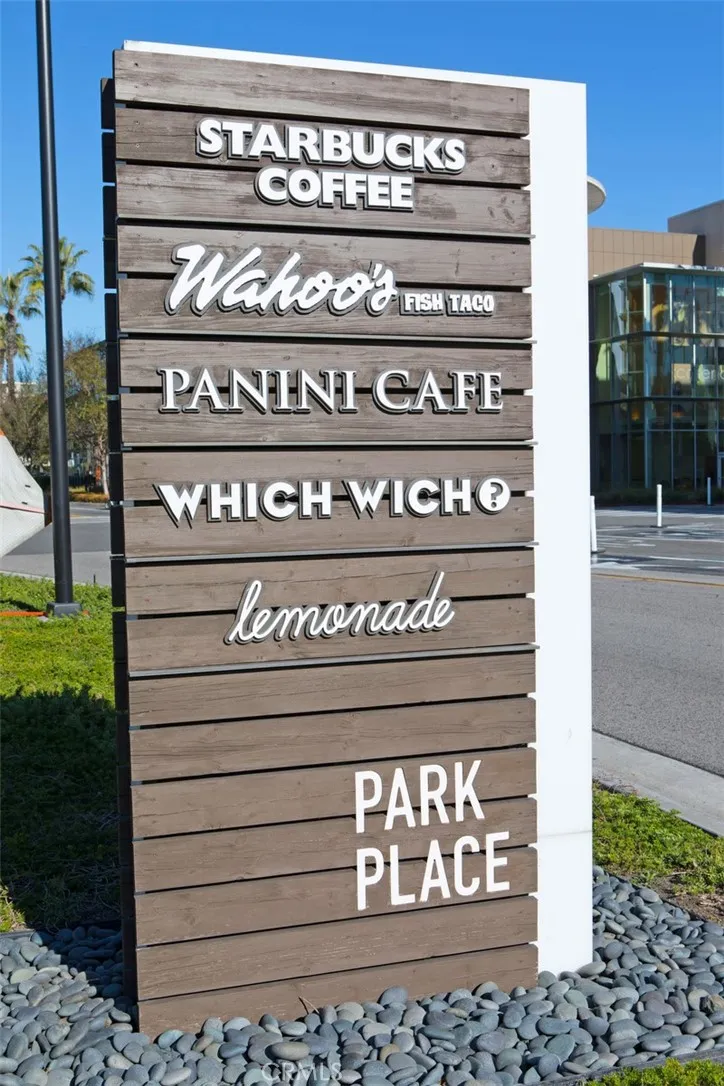 STARBUCKS
COFFEE
Wahoo's FISH TACO
PANINI CAFE
WHICH WICH?
lemonade
PARK
PLACE
CRMLS